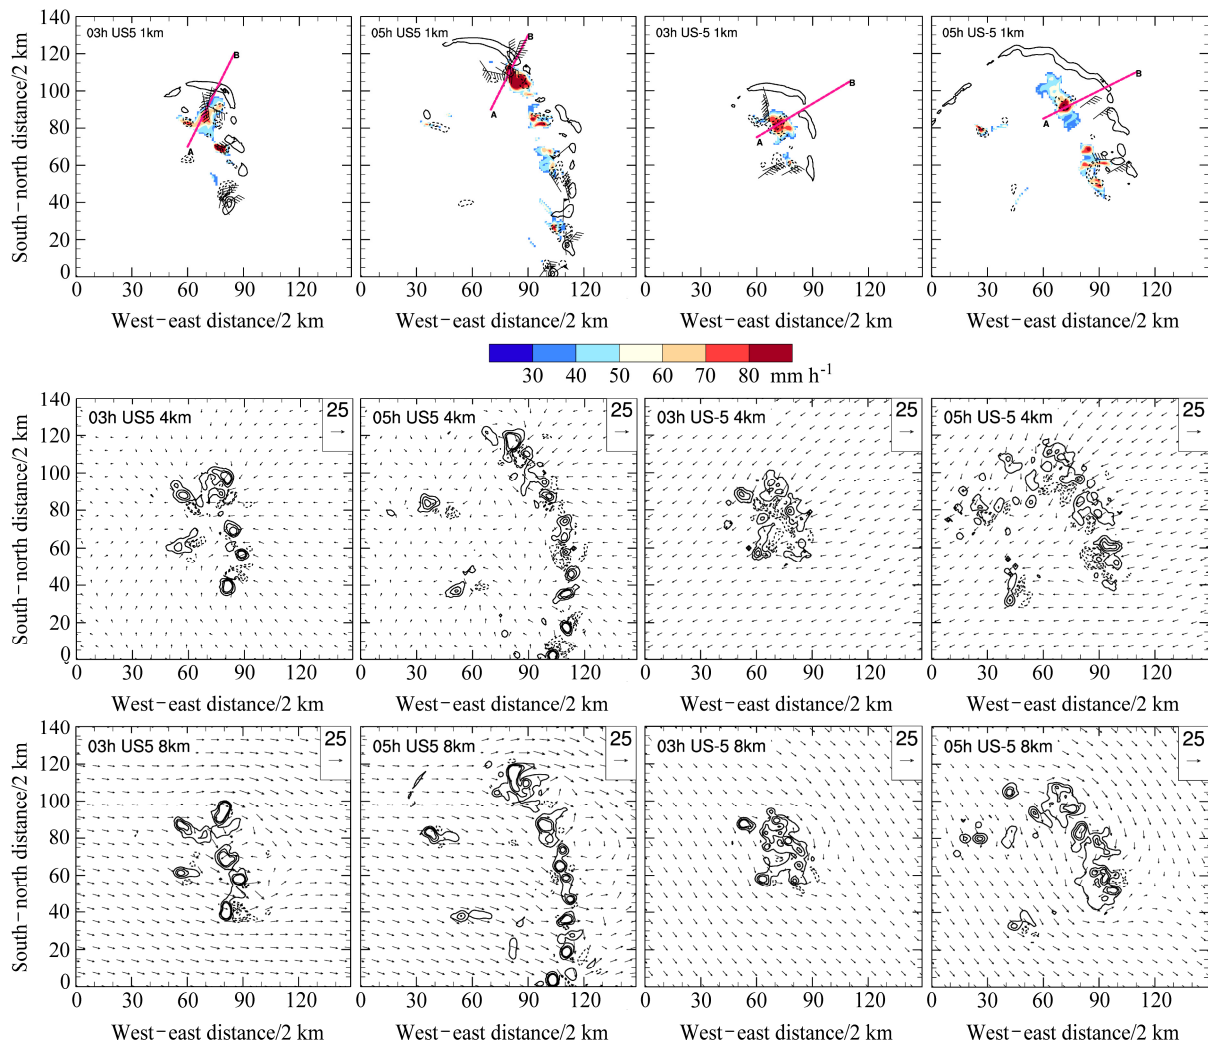 03h US5 1km
05h US5 1km
03h US-5 1km
05h US-5 1km
140
120
100
80
60
40
20
0
South−north distance/2 km
A
B
A
B
A
B
A
B
0 30 60 90 120
0 30 60 90 120
0 30 60 90 120
0 30 60 90 120
West−east distance/2 km
West−east distance/2 km
West−east distance/2 km
West−east distance/2 km
30 40 50 60 70 80 mm h-1
03h US5 4km 25
05h US5 4km 25
03h US-5 4km 25
05h US-5 4km 25
140
120
100
80
60
40
20
0
South−north distance/2 km
0 30 60 90 120
0 30 60 90 120
0 30 60 90 120
0 30 60 90 120
West−east distance/2 km
West−east distance/2 km
West−east distance/2 km
West−east distance/2 km
03h US5 8km 25
05h US5 8km 25
03h US-5 8km 25
05h US-5 8km 25
140
120
100
80
60
40
20
0
South−north distance/2 km
0 30 60 90 120
0 30 60 90 120
0 30 60 90 120
0 30 60 90 120
West−east distance/2 km
West−east distance/2 km
West−east distance/2 km
West−east distance/2 km